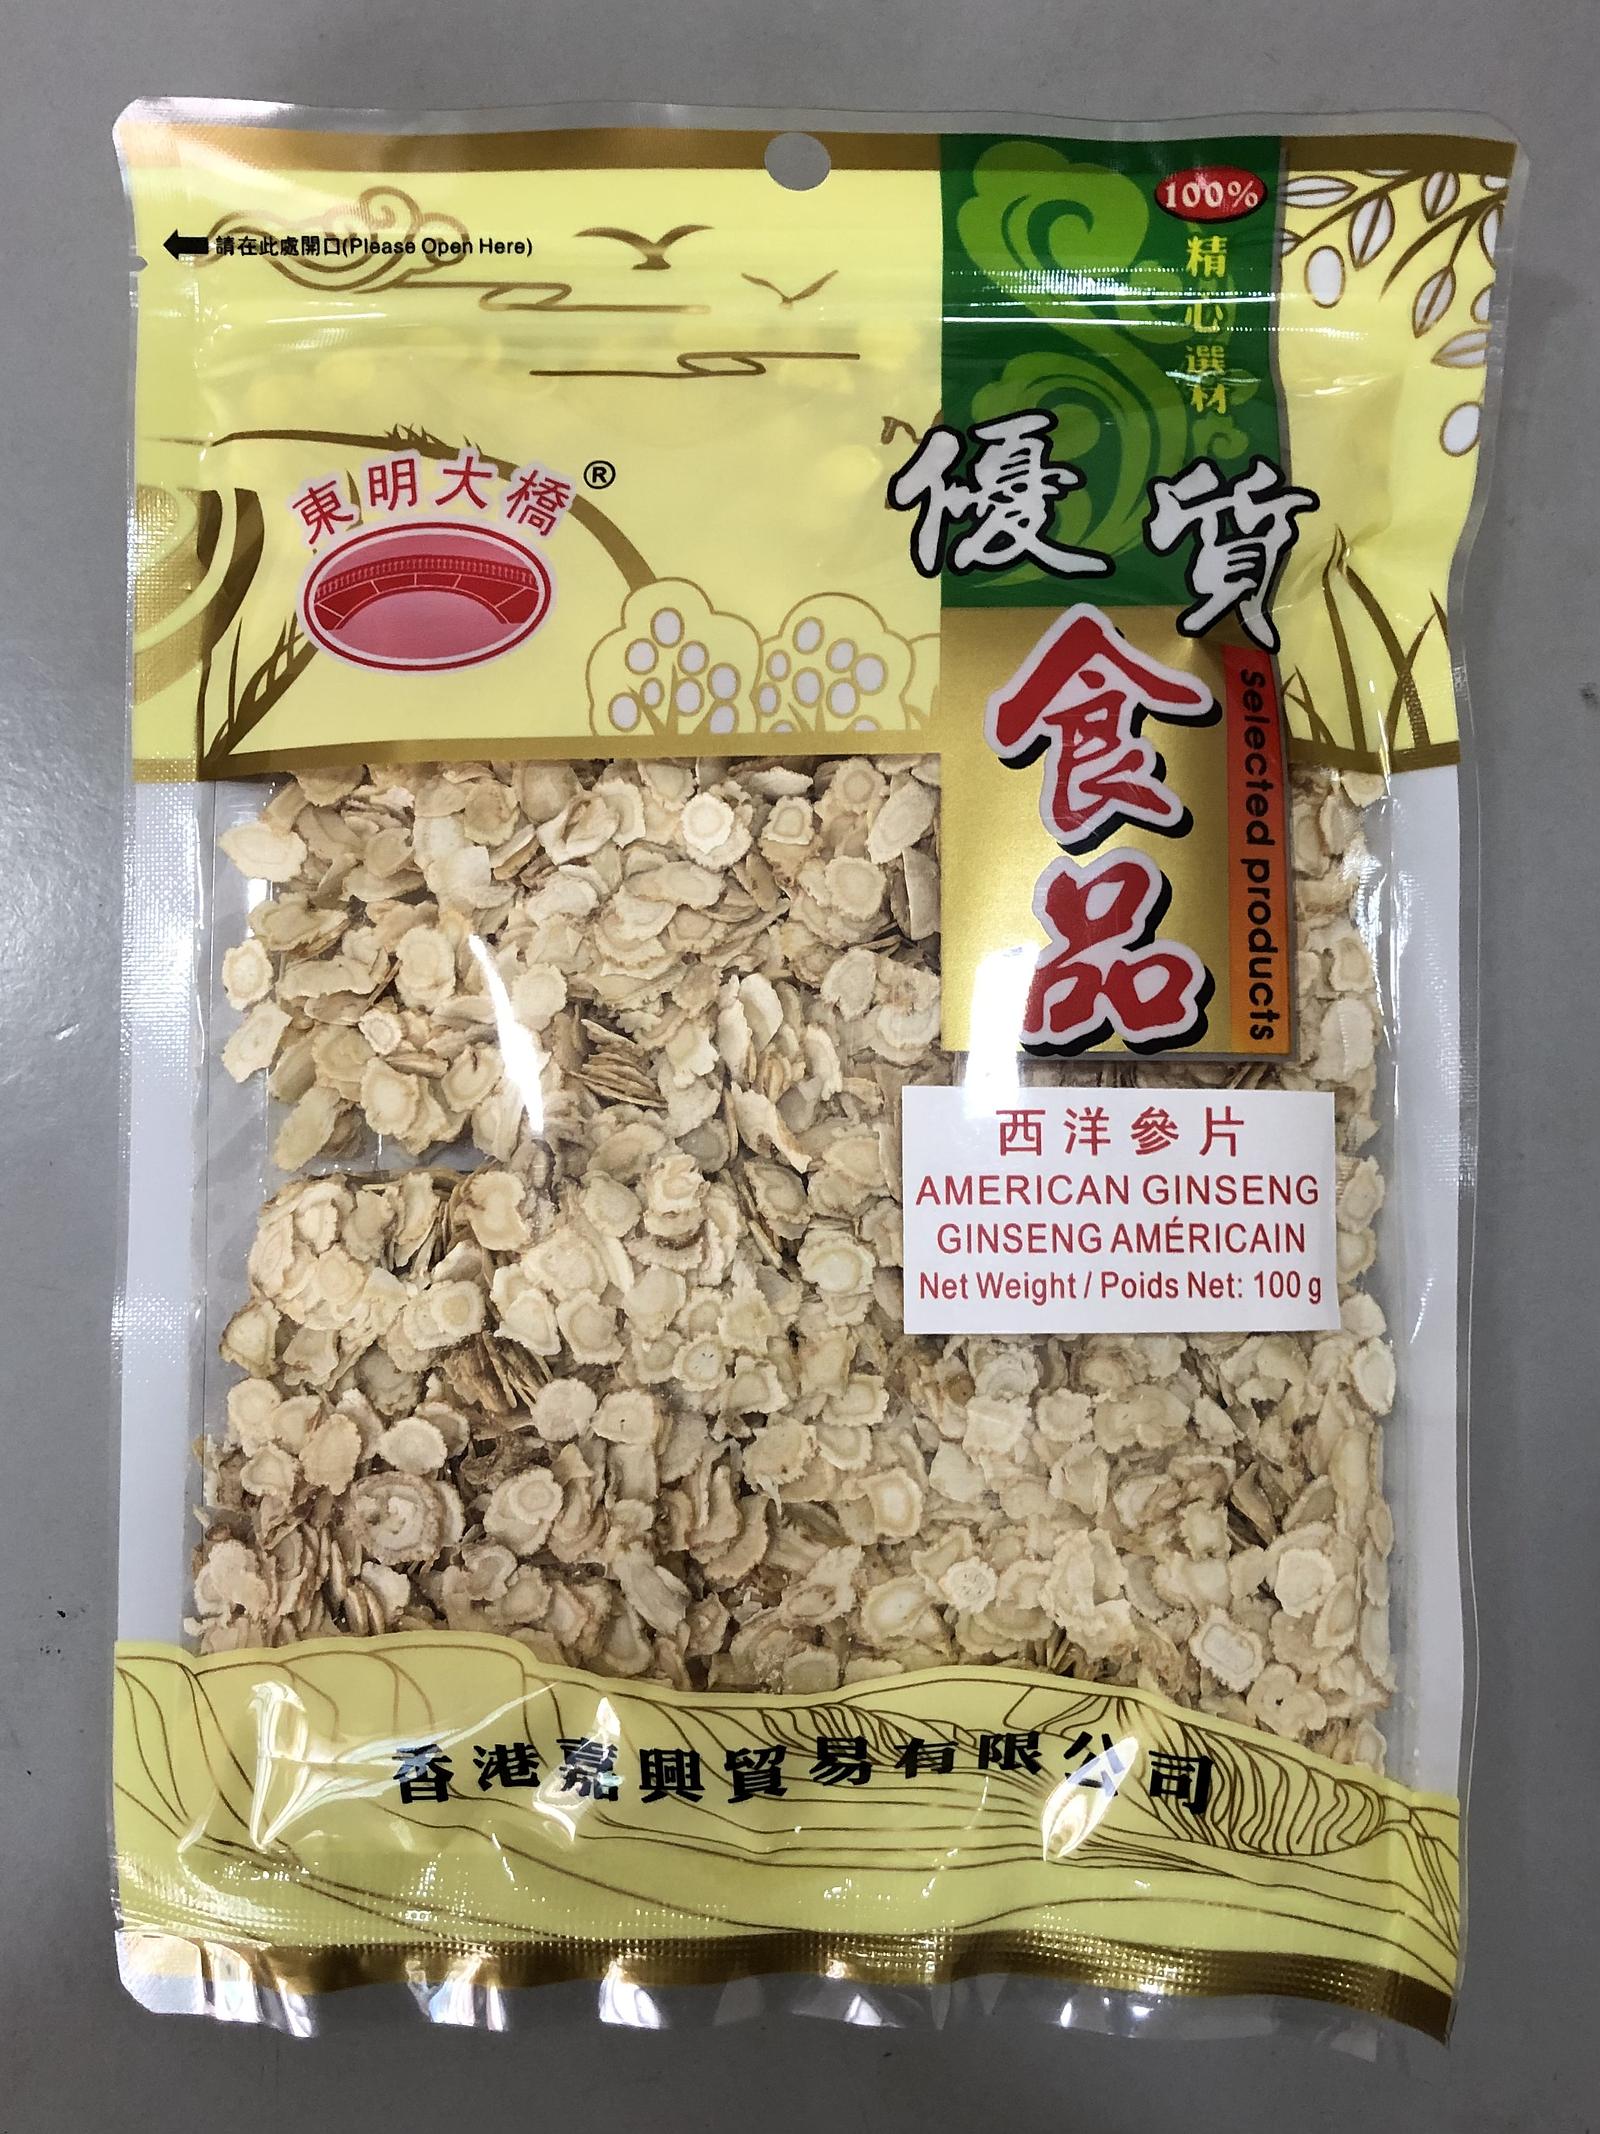 請在此處開口(Please Open Here)
100%
精心選材
東明大橋®
優質
食品
Selected products
西洋參片
AMERICAN GINSENG
GINSENG AMÉRICAIN
Net Weight / Poids Net: 100 g
香港嘉興貿易有限公司